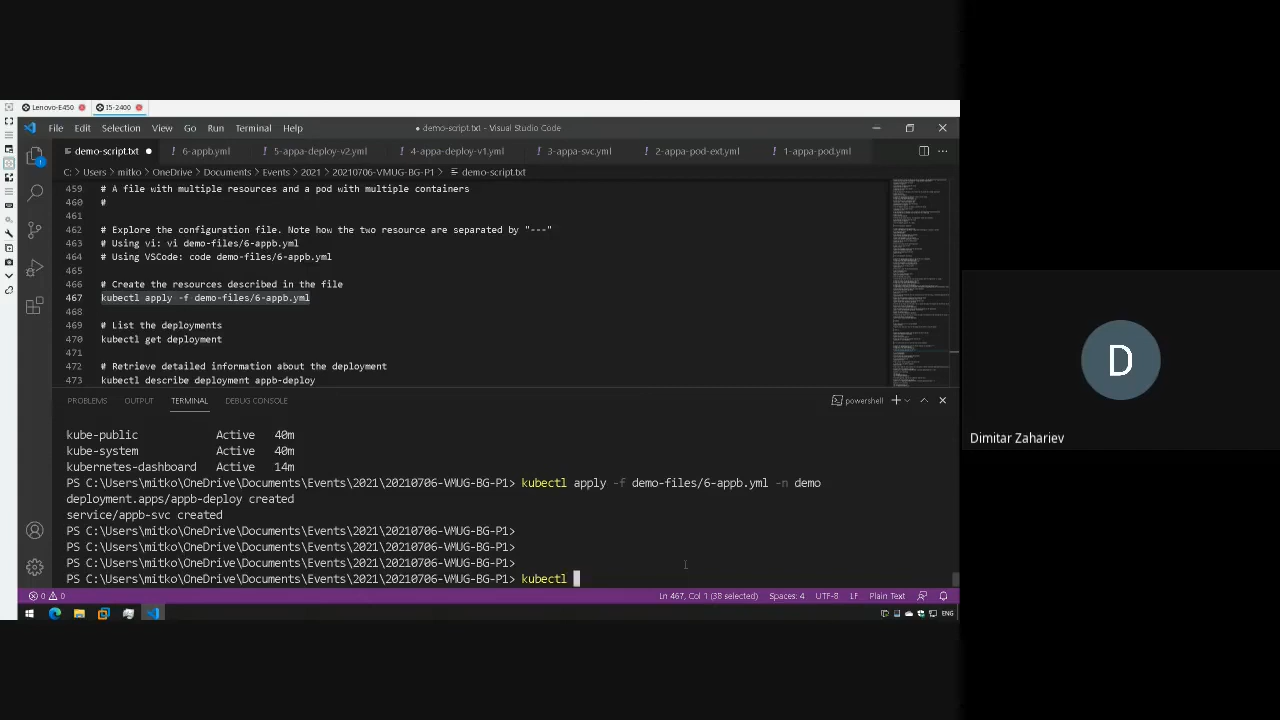 Lenovo-E450 I5-2400
File Edit Selection View Go Run Terminal Help ● demo-script.txt - Visual Studio Code
demo-script.txt ● ! 6-appb.yml ! 5-appa-deploy-v2.yml ! 4-appa-deploy-v1.yml ! 3-appa-svc.yml ! 2-appa-pod-ext.yml ! 1-appa-pod.yml
C: > Users > mitko > OneDrive > Documents > Events > 2021 > 20210706-VMUG-BG-P1 > demo-script.txt
459 # A file with multiple resources and a pod with multiple containers
460 #
461
462 # Explore the manifest and how the resource are separated by "---"
463 # Using vi: vi demo-files/6-appb.yml
464 # Using VSCode: code demo-files/6-appb.yml
465
466 # Create the resources described in the file
467 kubectl apply -f demo-files/6-appb.yml
468
469 # List the deployments
470 kubectl get deployment
471
472 # Retrieve detailed information about the deployment
473 kubectl describe deployment appb-deploy
PROBLEMS OUTPUT TERMINAL DEBUG CONSOLE powershell
kube-public Active 40m
kube-system Active 40m
kubernetes-dashboard Active 14m
PS C:\Users\mitko\OneDrive\Documents\Events\2021\20210706-VMUG-BG-P1> kubectl apply -f demo-files/6-appb.yml -n demo
deployment.apps/appb-deploy created
service/appb-svc created
PS C:\Users\mitko\OneDrive\Documents\Events\2021\20210706-VMUG-BG-P1>
PS C:\Users\mitko\OneDrive\Documents\Events\2021\20210706-VMUG-BG-P1>
PS C:\Users\mitko\OneDrive\Documents\Events\2021\20210706-VMUG-BG-P1>
PS C:\Users\mitko\OneDrive\Documents\Events\2021\20210706-VMUG-BG-P1> kubectl
0 0 Ln 467, Col 1 (38 selected) Spaces: 4 UTF-8 LF Plain Text
ENG
D
Dimitar Zahariev